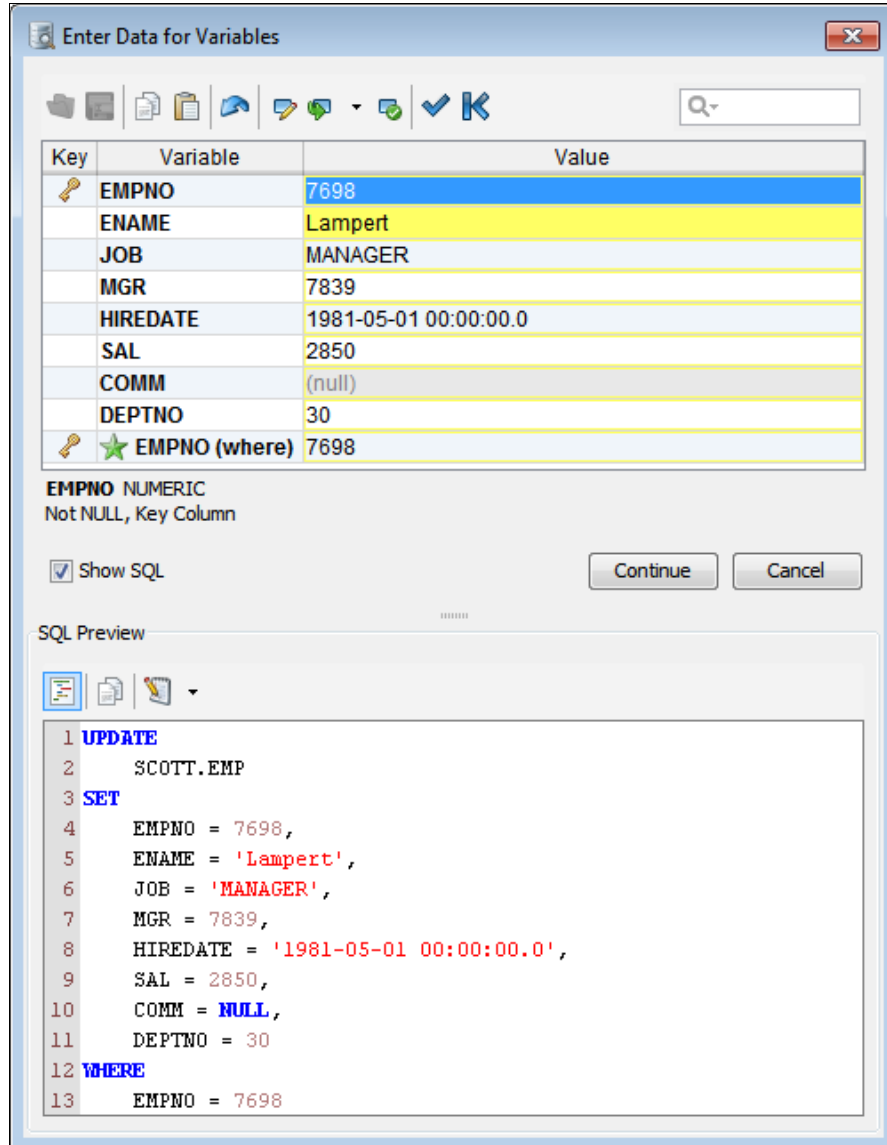 Enter Data for Variables
Key Variable Value
EMPNO 7698
ENAME Lampert
JOB MANAGER
MGR 7839
HIREDATE 1981-05-01 00:00:00.0
SAL 2850
COMM (null)
DEPTNO 30
EMPNO (where) 7698
EMPNO NUMERIC
Not NULL, Key Column
Show SQL Continue Cancel
SQL Preview
1 UPDATE
2 SCOTT.EMP
3 SET
4 EMPNO = 7698,
5 ENAME = 'Lampert',
6 JOB = 'MANAGER',
7 MGR = 7839,
8 HIREDATE = '1981-05-01 00:00:00.0',
9 SAL = 2850,
10 COMM = NULL,
11 DEPTNO = 30
12 WHERE
13 EMPNO = 7698